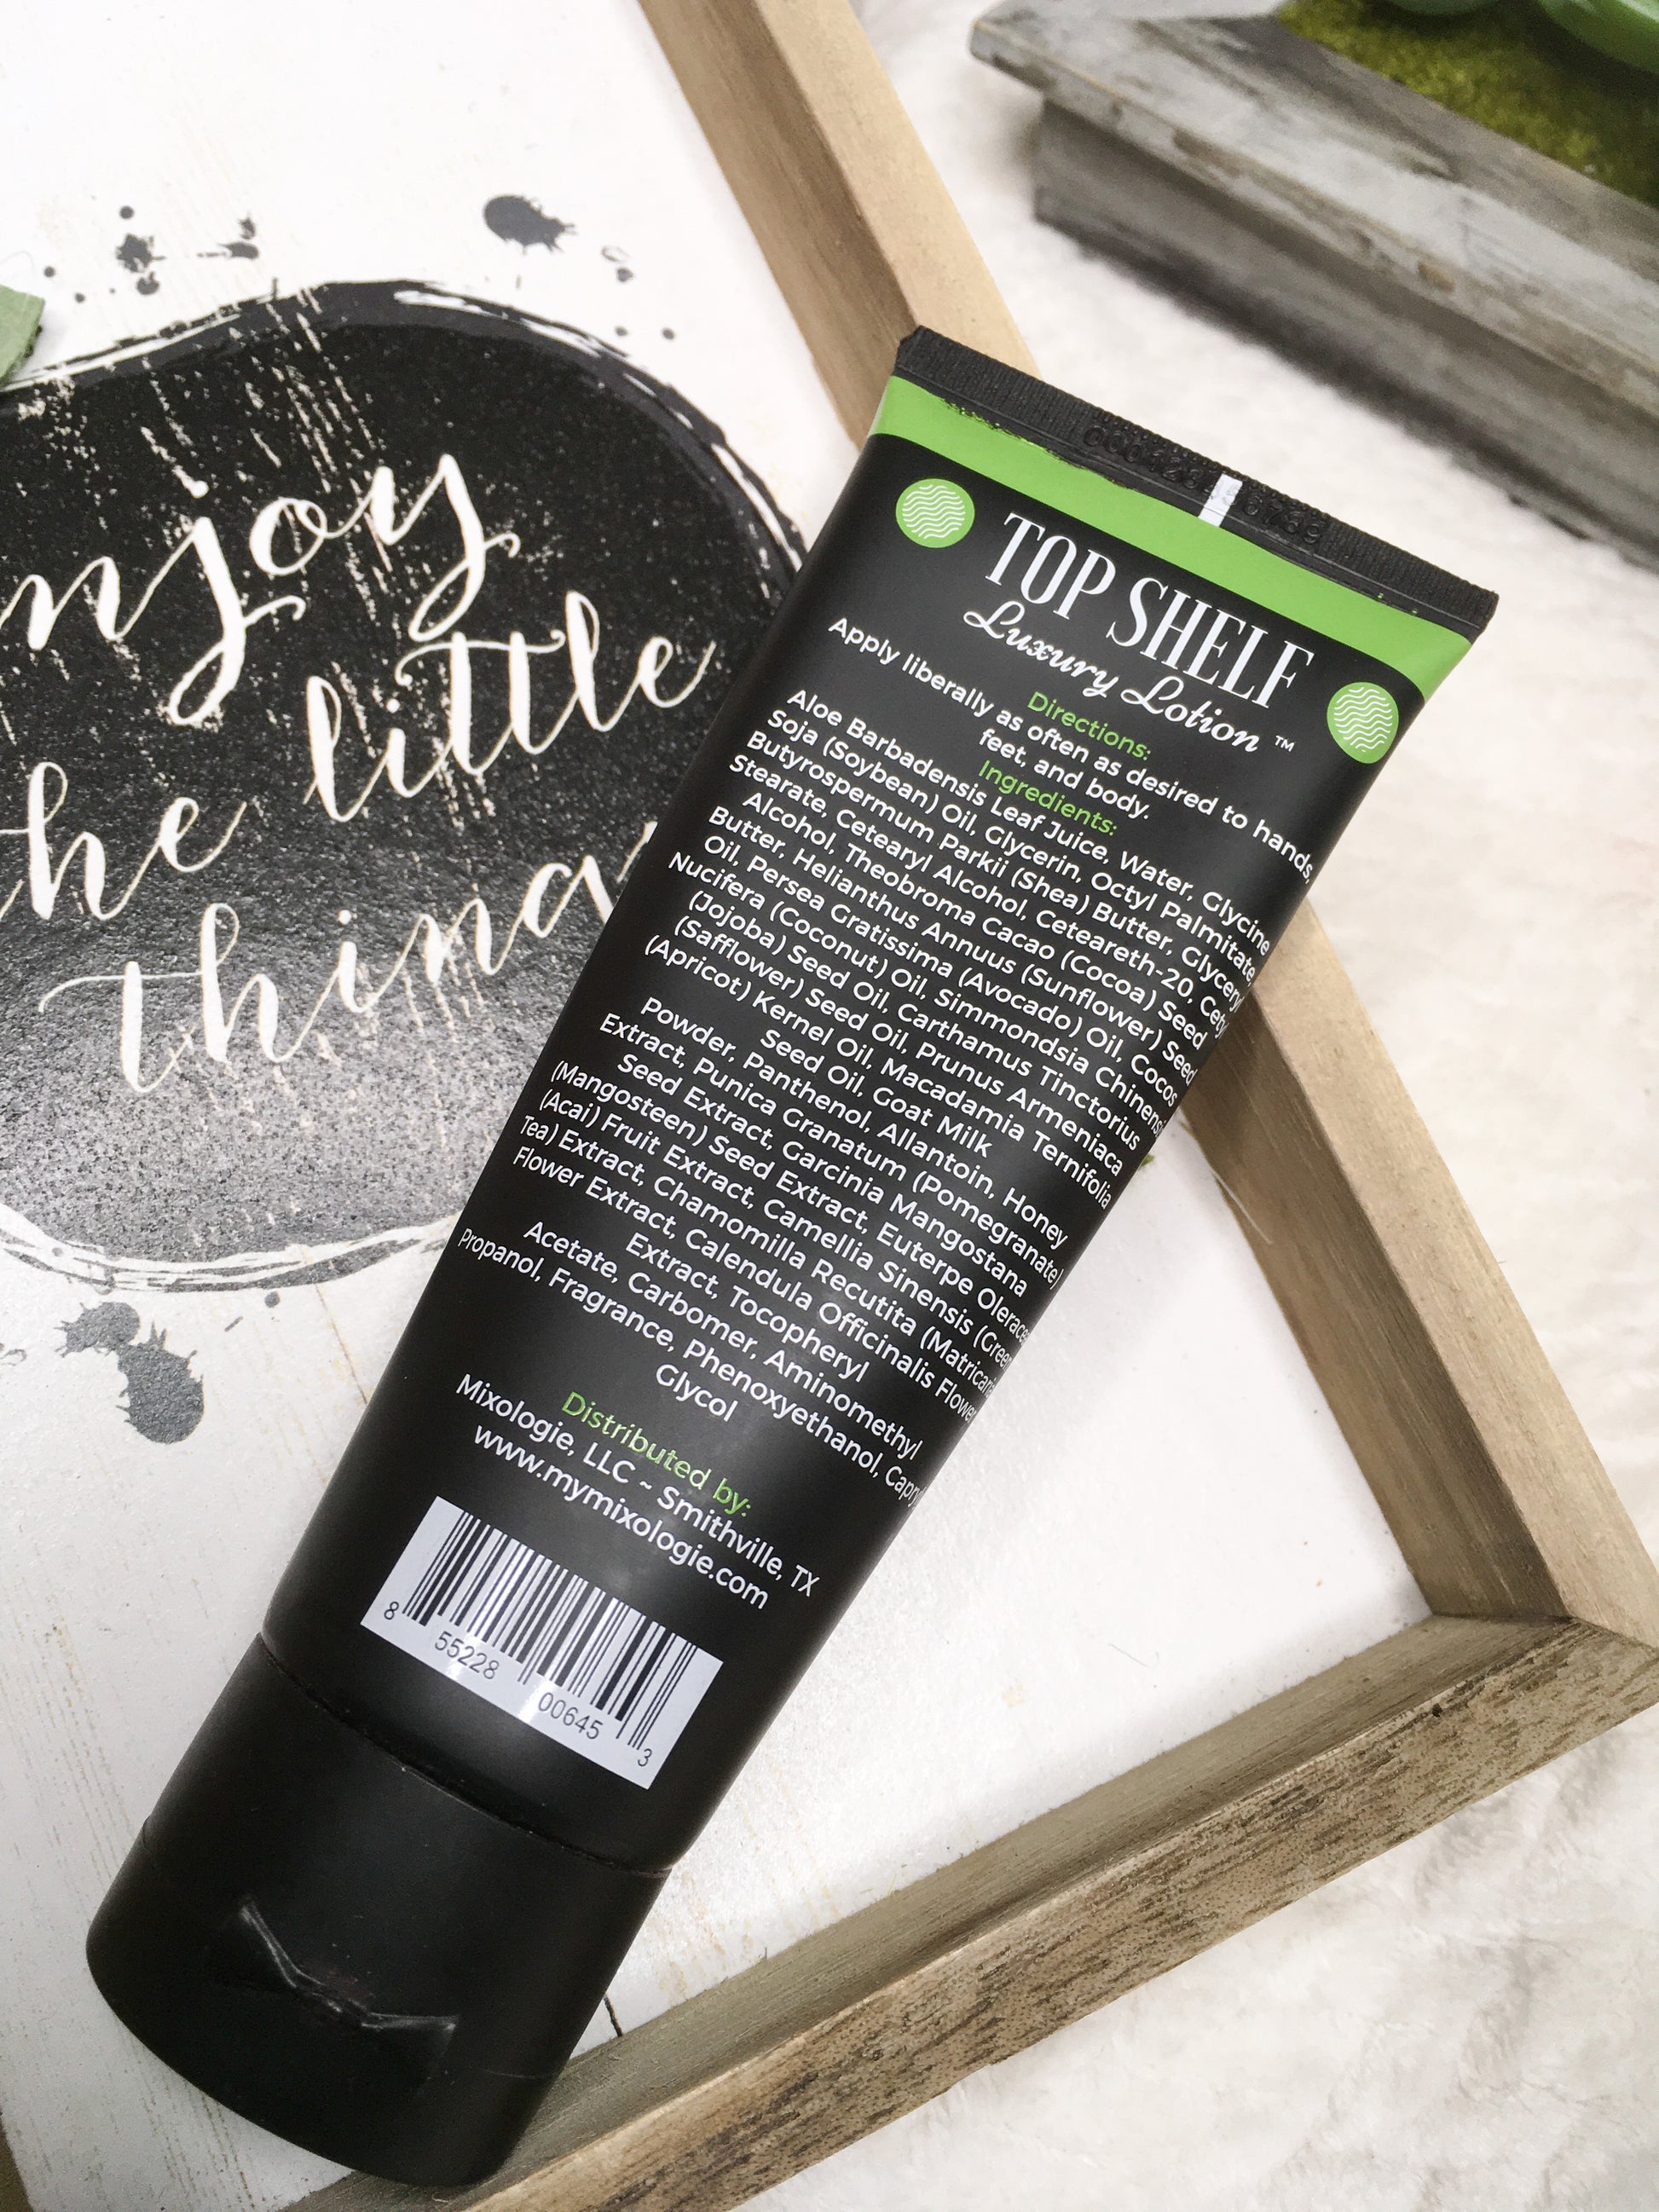 njoy
he little
thing
TOP SHELF
Luxury Lotion ™
Directions:
Apply liberally as often as desired to hands,
feet, and body.
Ingredients:
Aloe Barbadensis Leaf Juice, Water, Glycine
Soja (Soybean) Oil, Glycerin, Octyl Palmitate,
Butyrospermum Parkii (Shea) Butter, Glyceryl
Stearate, Cetearyl Alcohol, Ceteareth-20, Cetyl
Alcohol, Theobroma Cacao (Cocoa) Seed
Butter, Helianthus Annuus (Sunflower) Seed
Oil, Persea Gratissima (Avocado) Oil, Cocos
Nucifera (Coconut) Oil, Simmondsia Chinensi
(Jojoba) Seed Oil, Carthamus Tinctorius
(Safflower) Seed Oil, Prunus Armeniaca
(Apricot) Kernel Oil, Macadamia Ternifolia
Seed Oil, Goat Milk
Powder, Panthenol, Allantoin, Honey
Extract, Punica Granatum (Pomegranate)
Seed Extract, Garcinia Mangostana
(Mangosteen) Seed Extract, Euterpe Olerace
(Acai) Fruit Extract, Camellia Sinensis (Green
Tea) Extract, Chamomilla Recutita (Matricaria
Flower Extract, Calendula Officinalis Flower
Extract, Tocopheryl
Acetate, Carbomer, Aminomethyl
Propanol, Fragrance, Phenoxyethanol, Capryl
Glycol
Distributed by:
Mixologie, LLC ~ Smithville, TX
www.mymixologie.com
8 55228 00645 3